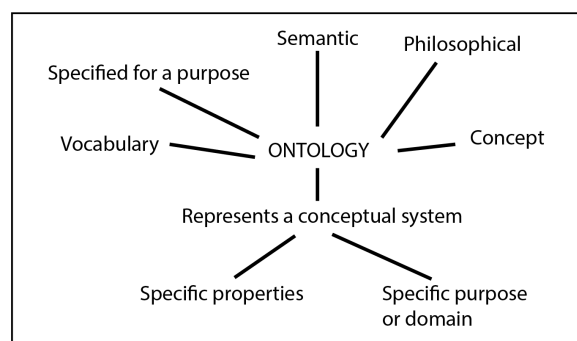 Semantic
Philosophical
Specified for a purpose
Vocabulary
ONTOLOGY
Concept
Represents a conceptual system
Specific properties
Specific purpose
or domain